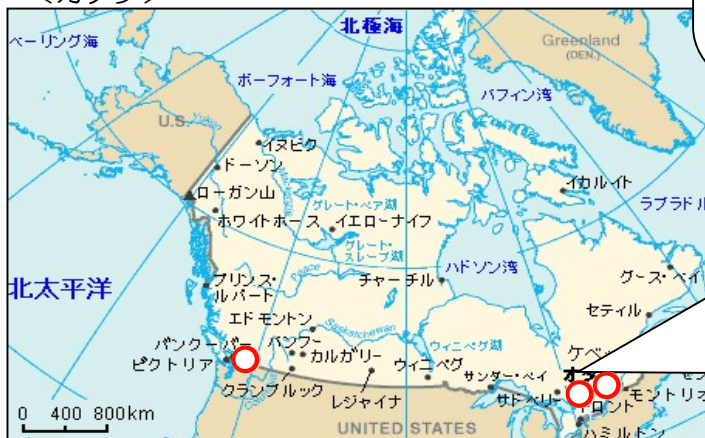 <カナダ>
北極海
ベーリング海
Greenland
(DEN.)
ボーフォート海
バフィン湾
U.S.
Yukon
イヌビク
ドーソン
ローガン山
グレート・ベア湖
イカルイト
ラブラドル
ホワイトホース
イエローナイフ
グレート・
スレーブ湖
ハドソン湾
北太平洋
プリンス・
ルパート
Peace
チャーチル
グース・ベイ
セティル
エドモントン
Saskatchewan
バンクーバー
バンフー
ウィニペグ湖
ケベッ
ビクトリア
カルガリー
ウィニペグ
オタ
クランブルック
レジャイナ
サンダー・ベイ
サドベリー
モントリオ
トロント
0 400 800km
UNITED STATES
ハミルトン